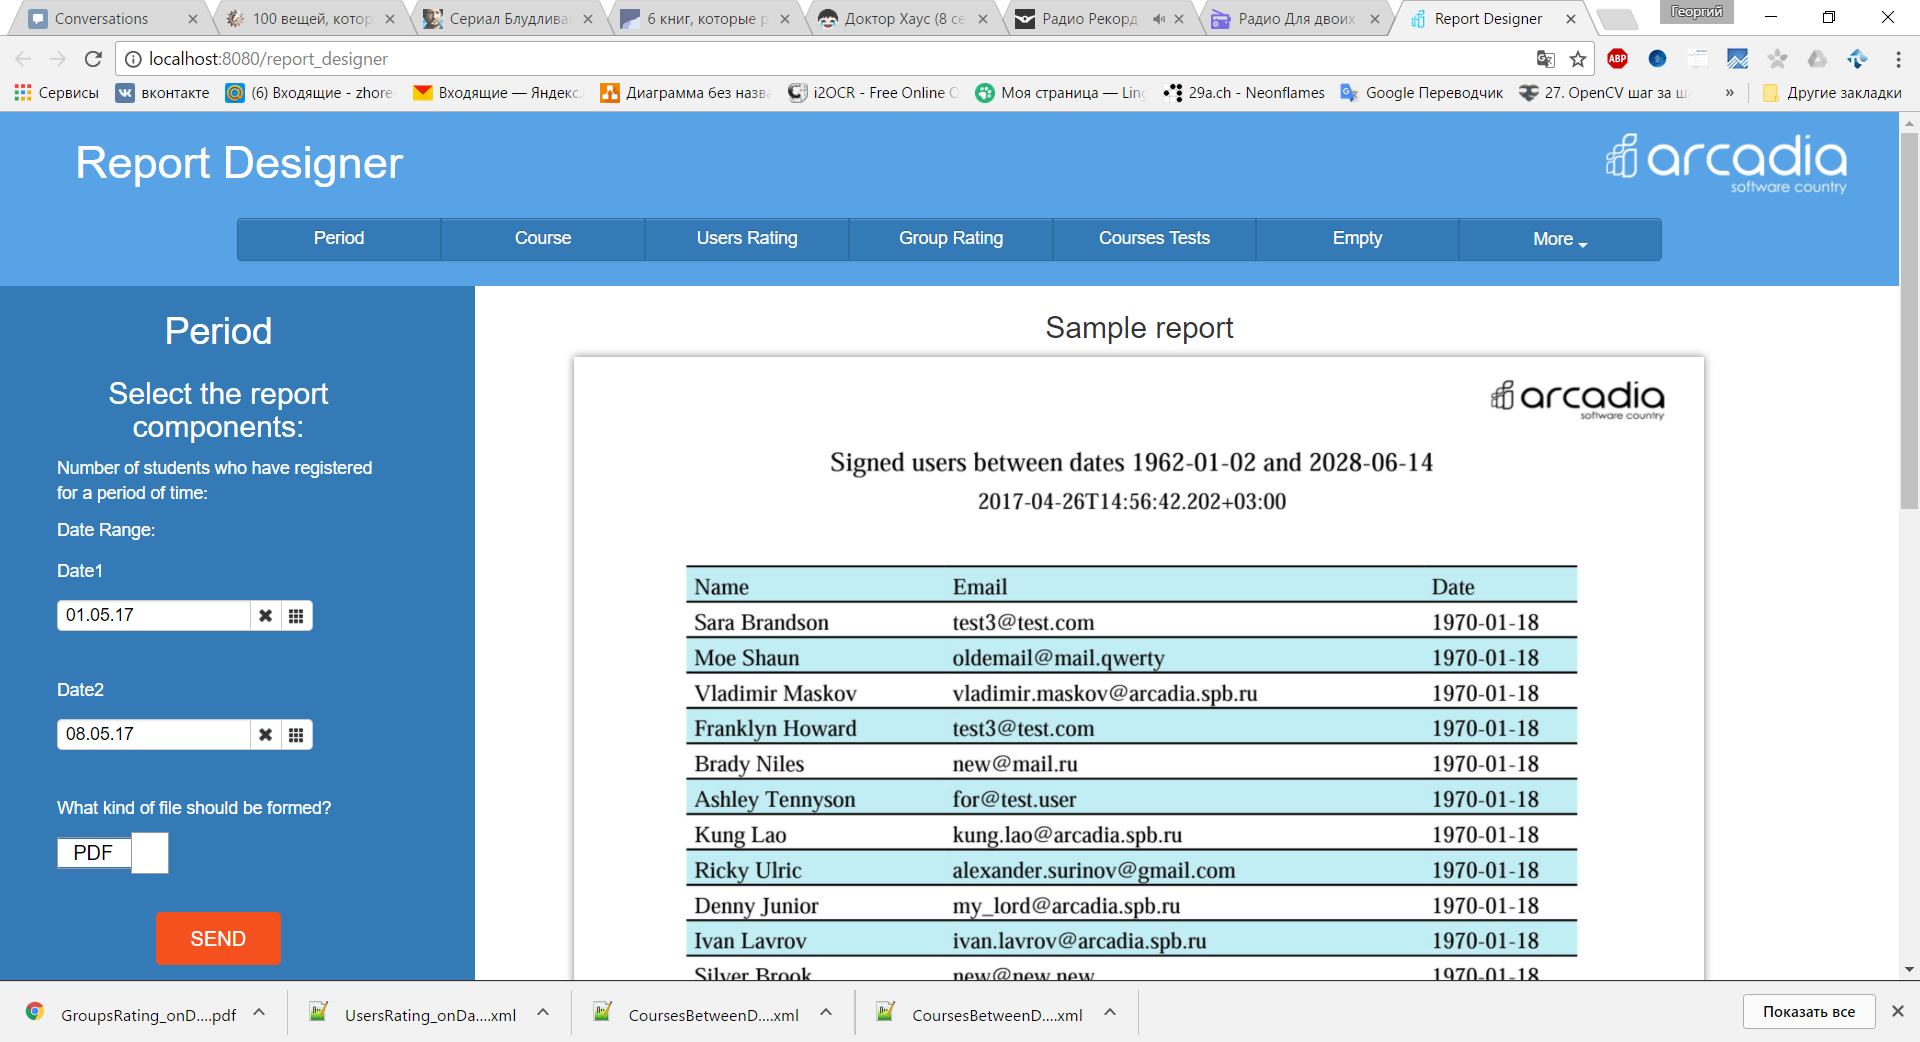 Conversations
100 вещей, котор
Сериал Блудлива
6 книг, которые р
Доктор Хаус (8 се
Радио Рекорд
Радио Для двоих
Report Designer
Георгий
localhost:8080/report_designer
ABP
Сервисы
вконтакте
(6) Входящие - zhore
Входящие — Яндекс.
Диаграмма без назва
i2OCR - Free Online O
Моя страница — Ling
29a.ch - Neonflames
Google Переводчик
27. OpenCV шаг за ш
»
Другие закладки
Report Designer
arcadia
software country
Period
Course
Users Rating
Group Rating
Courses Tests
Empty
More
Period
Select the report
components:
Number of students who have registered
for a period of time:
Date Range:
Date1
01.05.17
Date2
08.05.17
What kind of file should be formed?
PDF
SEND
Sample report
arcadia
software country
Signed users between dates 1962-01-02 and 2028-06-14
2017-04-26T14:56:42.202+03:00
Name Email Date
Sara Brandson test3@test.com 1970-01-18
Moe Shaun oldemail@mail.qwerty 1970-01-18
Vladimir Maskov vladimir.maskov@arcadia.spb.ru 1970-01-18
Franklyn Howard test3@test.com 1970-01-18
Brady Niles new@mail.ru 1970-01-18
Ashley Tennyson for@test.user 1970-01-18
Kung Lao kung.lao@arcadia.spb.ru 1970-01-18
Ricky Ulric alexander.surinov@gmail.com 1970-01-18
Denny Junior my_lord@arcadia.spb.ru 1970-01-18
Ivan Lavrov ivan.lavrov@arcadia.spb.ru 1970-01-18
Silver Brook new@new.new 1970-01-18
GroupsRating_onD....pdf
UsersRating_onDa....xml
CoursesBetweenD....xml
CoursesBetweenD....xml
Показать все